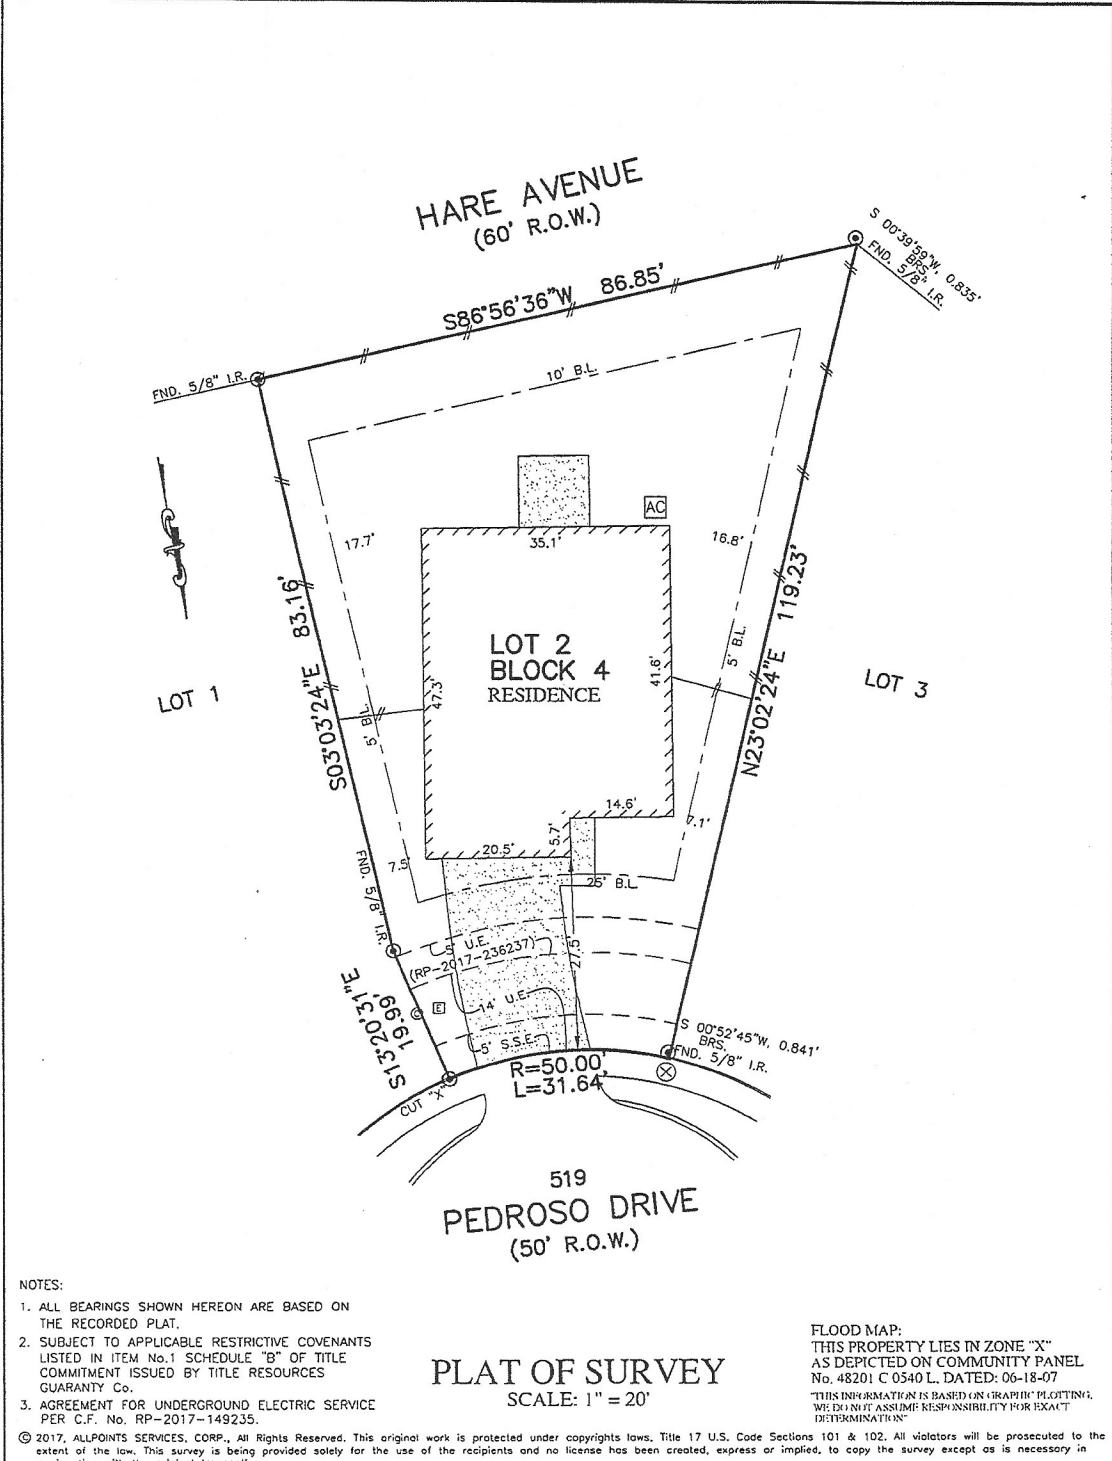 HARE AVENUE
(60' R.O.W.)
S 00°39'59"W, 0.835'
BRS.
FND. 5/8" I.R.
S86°56'36"W 86.85'
FND. 5/8" I.R.
10' B.L.
AC
17.7'
35.1'
16.8'
S03°03'24"E 83.16'
N23°02'24"E 119.23'
LOT 2
BLOCK 4
RESIDENCE
47.3'
41.6'
5' B.L.
5' B.L.
LOT 1
LOT 3
14.6'
5.7'
7.1'
20.5'
7.5'
25' B.L.
FND. 5/8" I.R.
5' U.E.
(RP-2017-236237)
27.5'
S13°20'31"E
19.99'
E
14' U.E.
5' S.S.E.
S 00°52'45"W, 0.841'
BRS.
FND. 5/8" I.R.
R=50.00'
L=31.64'
CUT "X"
519
PEDROSO DRIVE
(50' R.O.W.)
NOTES:
1. ALL BEARINGS SHOWN HEREON ARE BASED ON
THE RECORDED PLAT.
2. SUBJECT TO APPLICABLE RESTRICTIVE COVENANTS
LISTED IN ITEM No.1 SCHEDULE "B" OF TITLE
COMMITMENT ISSUED BY TITLE RESOURCES
GUARANTY Co.
3. AGREEMENT FOR UNDERGROUND ELECTRIC SERVICE
PER C.F. No. RP-2017-149235.
PLAT OF SURVEY
SCALE: 1" = 20'
FLOOD MAP:
THIS PROPERTY LIES IN ZONE "X"
AS DEPICTED ON COMMUNITY PANEL
No. 48201 C 0540 L, DATED: 06-18-07
"THIS INFORMATION IS BASED ON GRAPHIC PLOTTING.
WE DO NOT ASSUME RESPONSIBILITY FOR EXACT
DETERMINATION"
© 2017, ALLPOINTS SERVICES, CORP., All Rights Reserved. This original work is protected under copyrights laws, Title 17 U.S. Code Sections 101 & 102. All violators will be prosecuted to the
extent of the law. This survey is being provided solely for the use of the recipients and no license has been created, express or implied, to copy the survey except as is necessary in